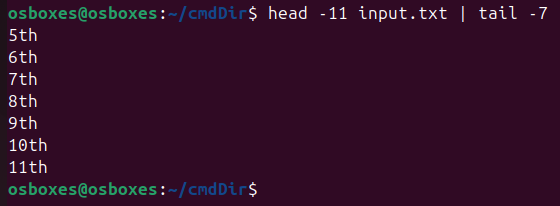 osboxes@osboxes:~/cmdDir$ head -11 input.txt | tail -7
5th
6th
7th
8th
9th
10th
11th
osboxes@osboxes:~/cmdDir$